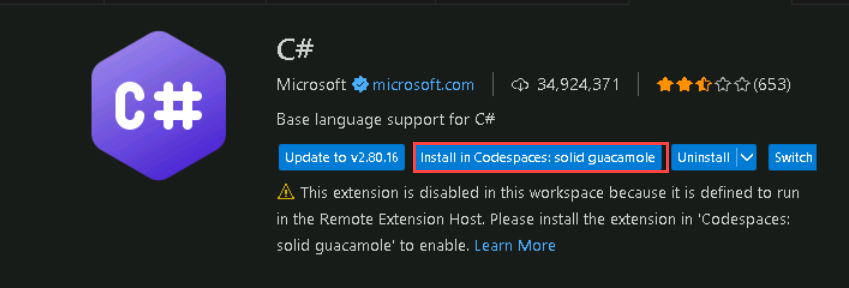 C#
C#
Microsoft microsoft.com 34,924,371 (653)
Base language support for C#
Update to v2.80.16 Install in Codespaces: solid guacamole Uninstall Switch
This extension is disabled in this workspace because it is defined to run
in the Remote Extension Host. Please install the extension in 'Codespaces:
solid guacamole' to enable. Learn More